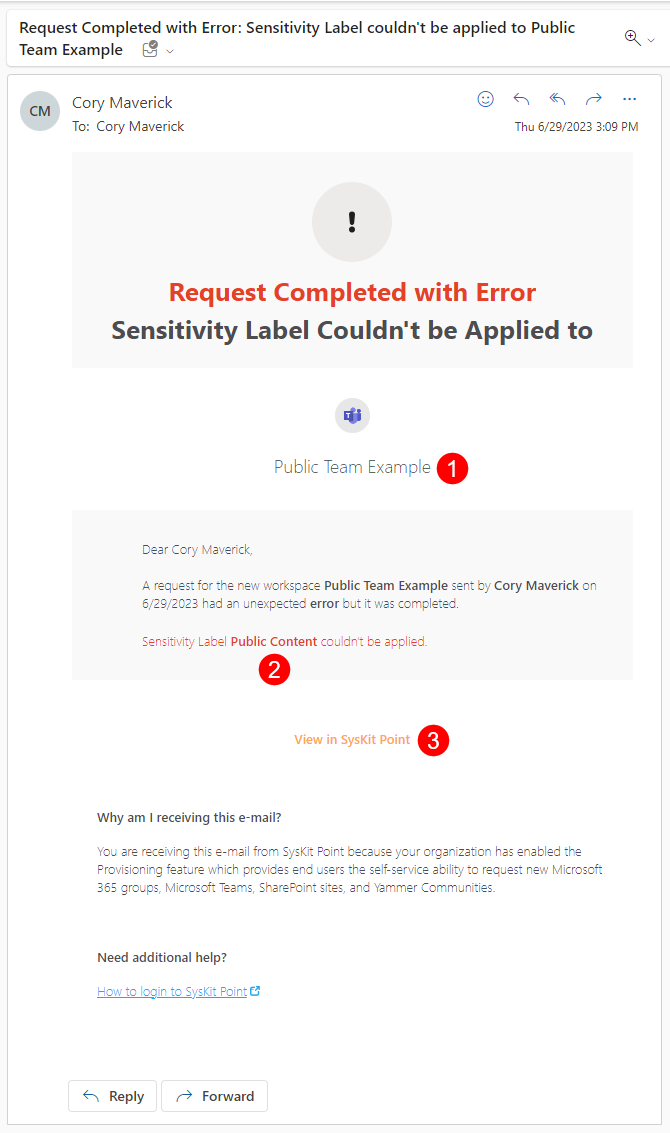 Request Completed with Error: Sensitivity Label couldn't be applied to Public
Team Example
CM
Cory Maverick
To: Cory Maverick
Thu 6/29/2023 3:09 PM
!
Request Completed with Error
Sensitivity Label Couldn't be Applied to
T
Public Team Example 1
Dear Cory Maverick,
A request for the new workspace Public Team Example sent by Cory Maverick on
6/29/2023 had an unexpected error but it was completed.
Sensitivity Label Public Content couldn't be applied.
2
View in SysKit Point 3
Why am I receiving this e-mail?
You are receiving this e-mail from SysKit Point because your organization has enabled the
Provisioning feature which provides end users the self-service ability to request new Microsoft
365 groups, Microsoft Teams, SharePoint sites, and Yammer Communities.
Need additional help?
How to login to SysKit Point
Reply Forward